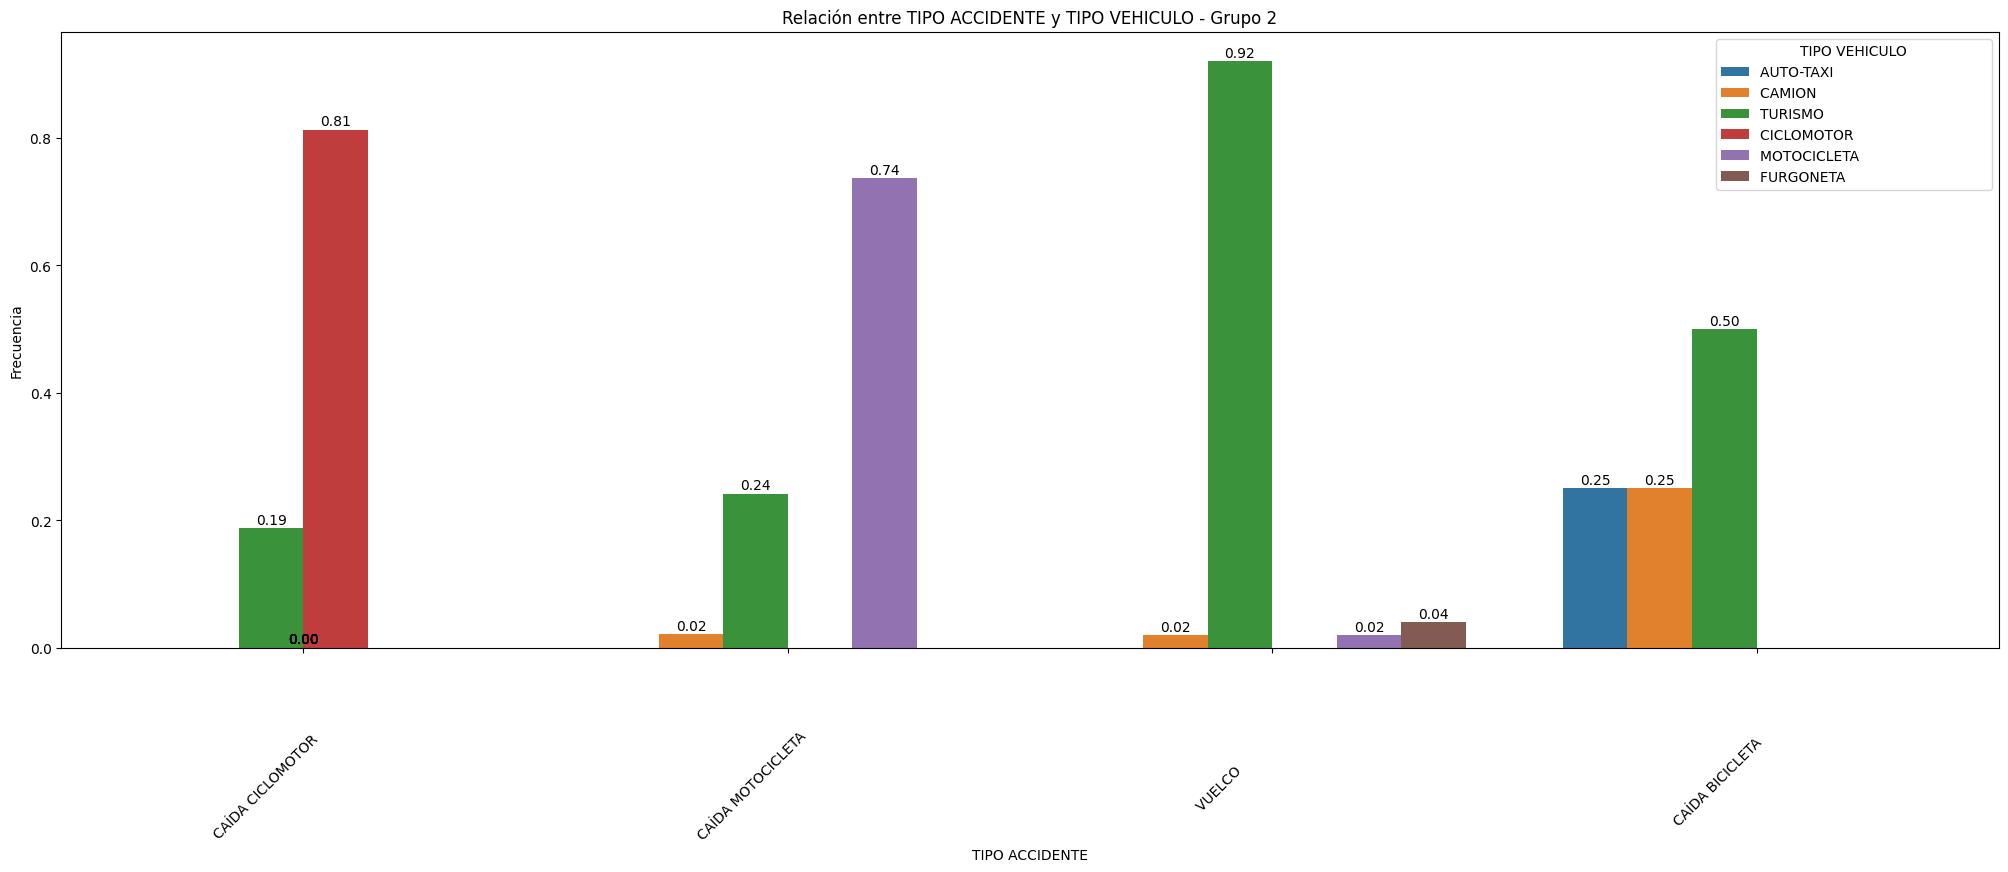 Relación entre TIPO ACCIDENTE y TIPO VEHICULO - Grupo 2
TIPO VEHICULO
AUTO-TAXI
CAMION
TURISMO
CICLOMOTOR
MOTOCICLETA
FURGONETA
Frecuencia
0.8
0.6
0.4
0.2
0.0
0.19
0.81
0.00
0.02
0.24
0.74
0.02
0.92
0.02
0.04
0.25
0.25
0.50
CAÍDA CICLOMOTOR
CAÍDA MOTOCICLETA
VUELCO
CAÍDA BICICLETA
TIPO ACCIDENTE